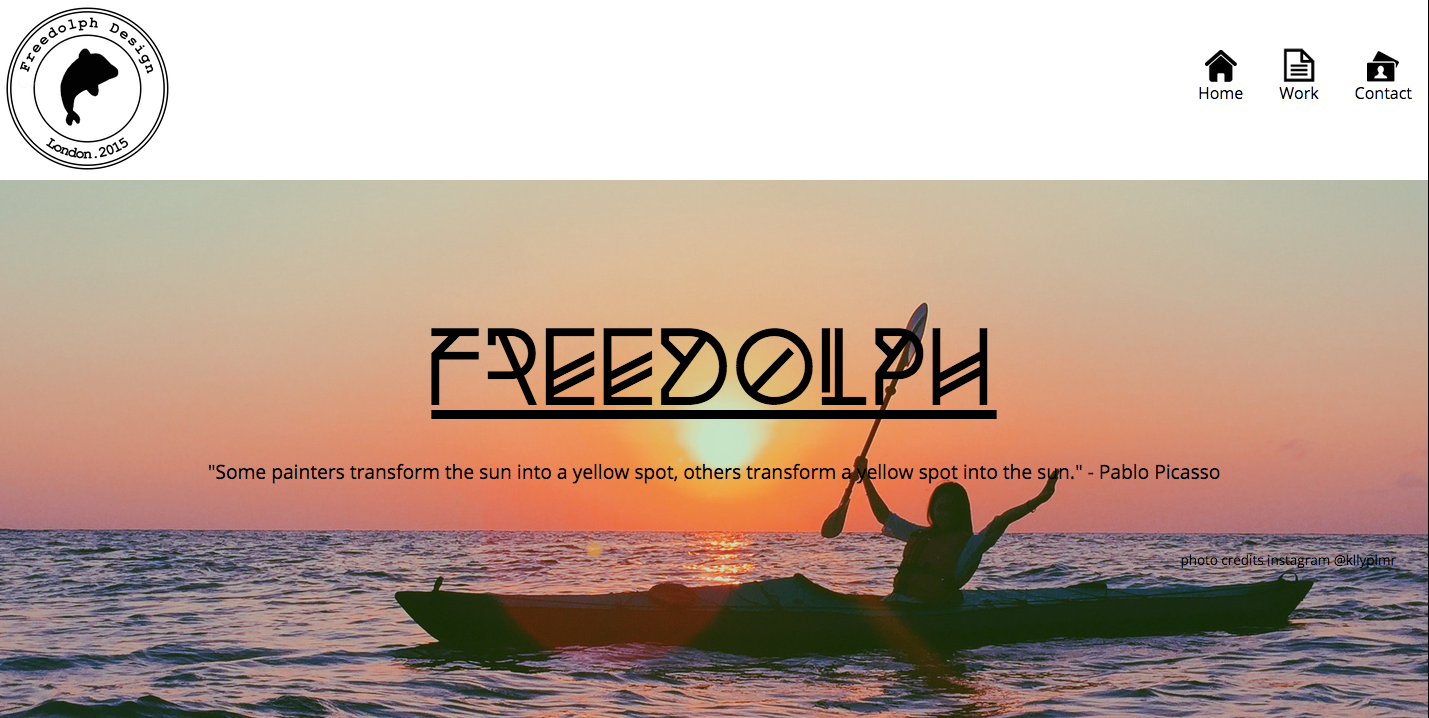 Freedolph Design
London.2015
Home
Work
Contact
FREEDOLPH
"Some painters transform the sun into a yellow spot, others transform a yellow spot into the sun." - Pablo Picasso
photo credits instagram @kllyplmr